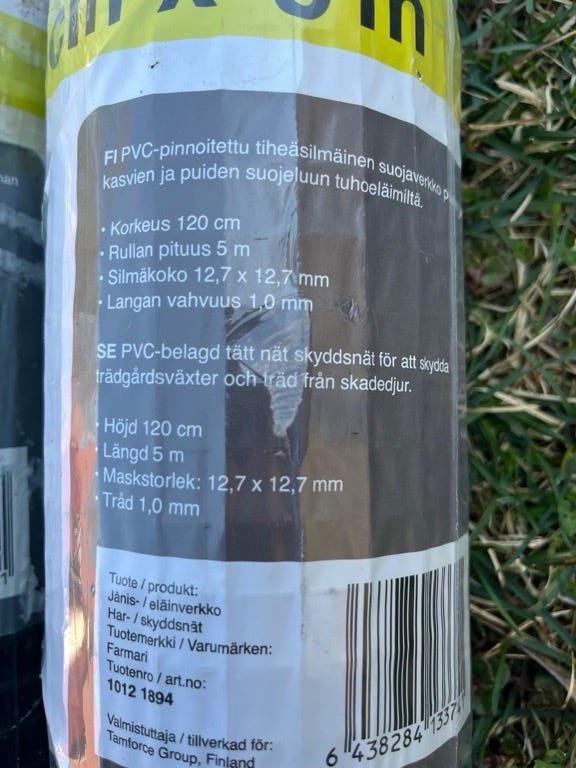 cm x 5 m
FI PVC-pinnoitettu tiheäsilmäinen suojaverkko
kasvien ja puiden suojeluun tuhoeläimiltä.
• Korkeus 120 cm
• Rullan pituus 5 m
• Silmäkoko 12,7 x 12,7 mm
• Langan vahvuus 1,0 mm
SE PVC-belagd tätt nät skyddsnät för att skydda
trädgårdsväxter och träd från skadedjur.
• Höjd 120 cm
• Längd 5 m
• Maskstorlek: 12,7 x 12,7 mm
• Tråd 1,0 mm
Tuote / produkt:
Jänis- / eläinverkko
Har- / skyddsnät
Tuotemerkki / Varumärken:
Farmari
Tuotenro / art.no:
1012 1894
Valmistuttaja / tillverkad för:
Tamforce Group, Finland
6 438284 13374